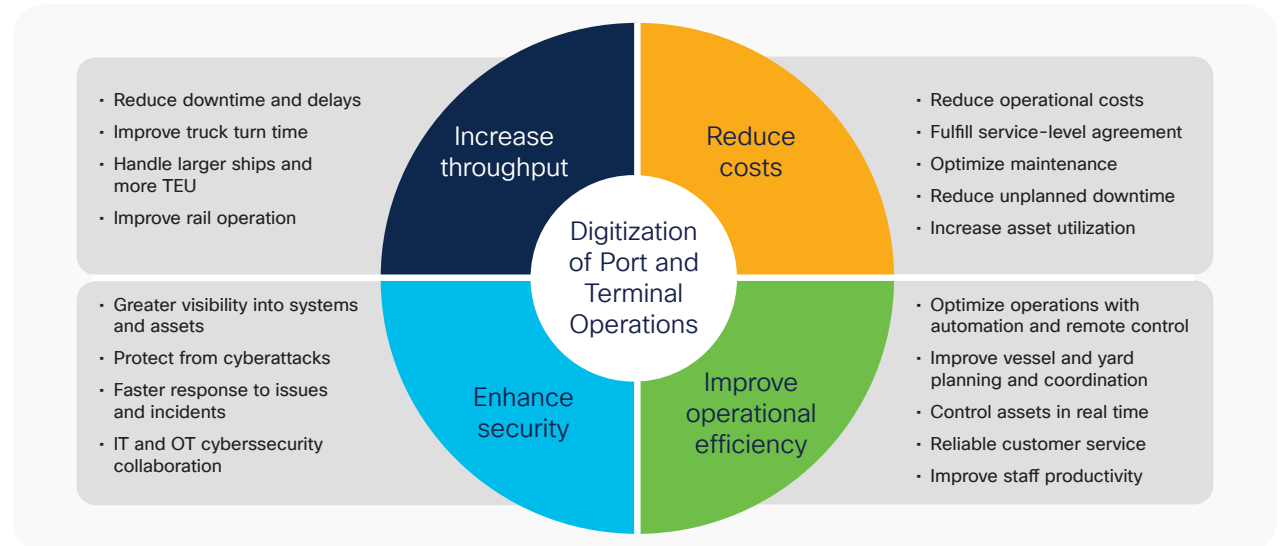 · Reduce downtime and delays
· Improve truck turn time
· Handle larger ships and
more TEU
· Improve rail operation
Increase
throughput
Reduce
costs
· Reduce operational costs
· Fulfill service-level agreement
· Optimize maintenance
· Reduce unplanned downtime
· Increase asset utilization
Digitization
of Port and
Terminal
Operations
· Greater visibility into systems
and assets
· Protect from cyberattacks
· Faster response to issues
and incidents
· IT and OT cyberssecurity
collaboration
Enhance
security
Improve
operational
efficiency
· Optimize operations with
automation and remote control
· Improve vessel and yard
planning and coordination
· Control assets in real time
· Reliable customer service
· Improve staff productivity